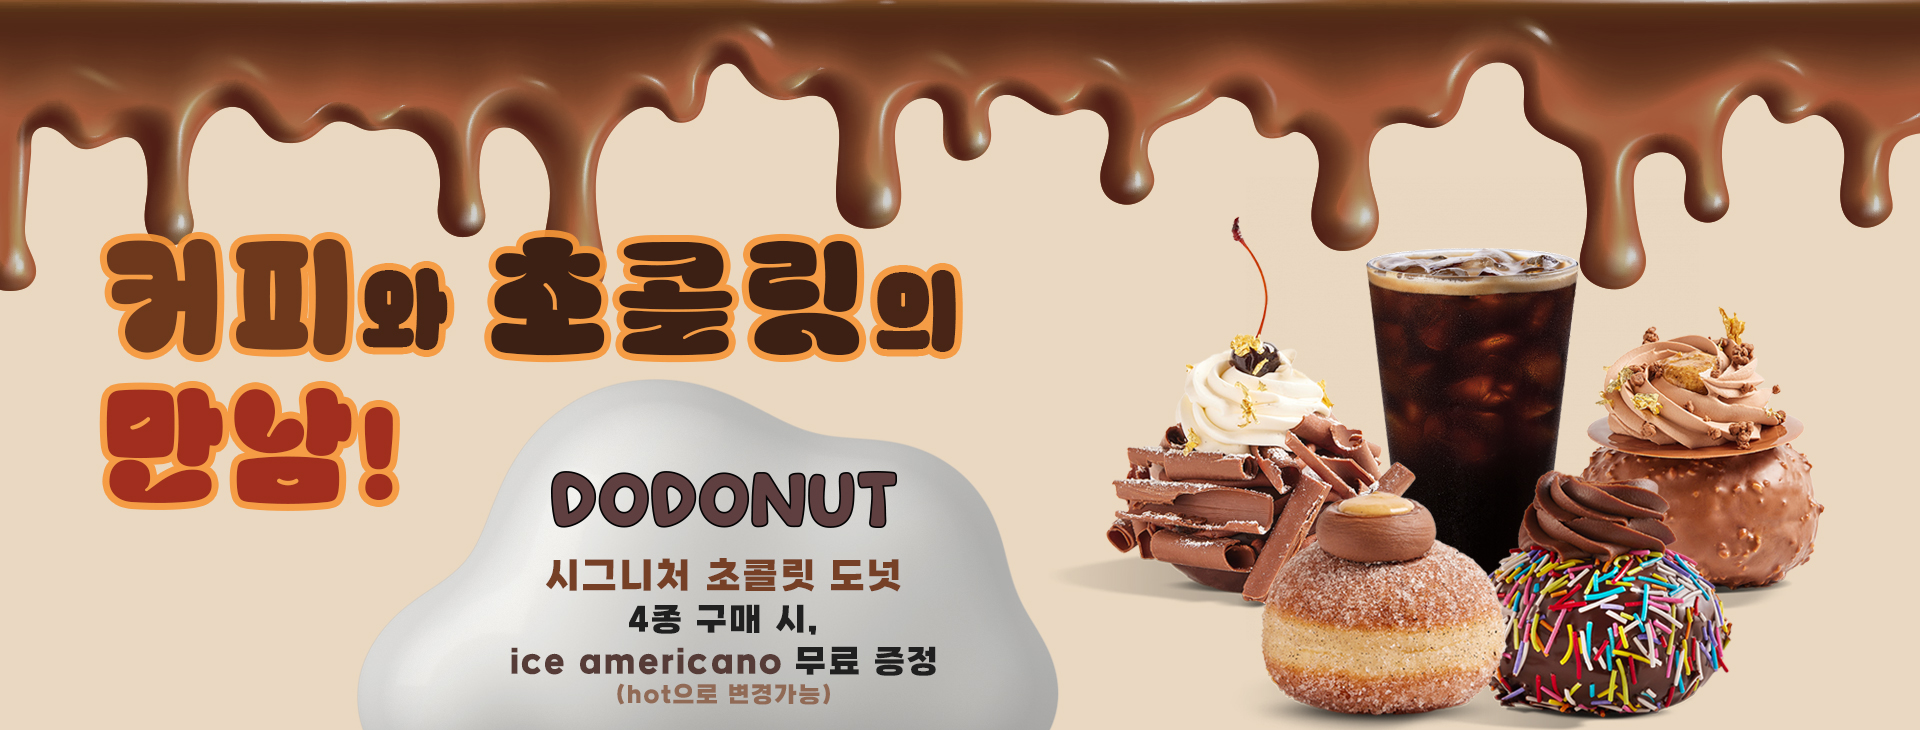 커피와 초콜릿의
만남!
DODONUT
시그니처 초콜릿 도넛
4종 구매 시,
ice americano 무료 증정
(hot으로 변경가능)